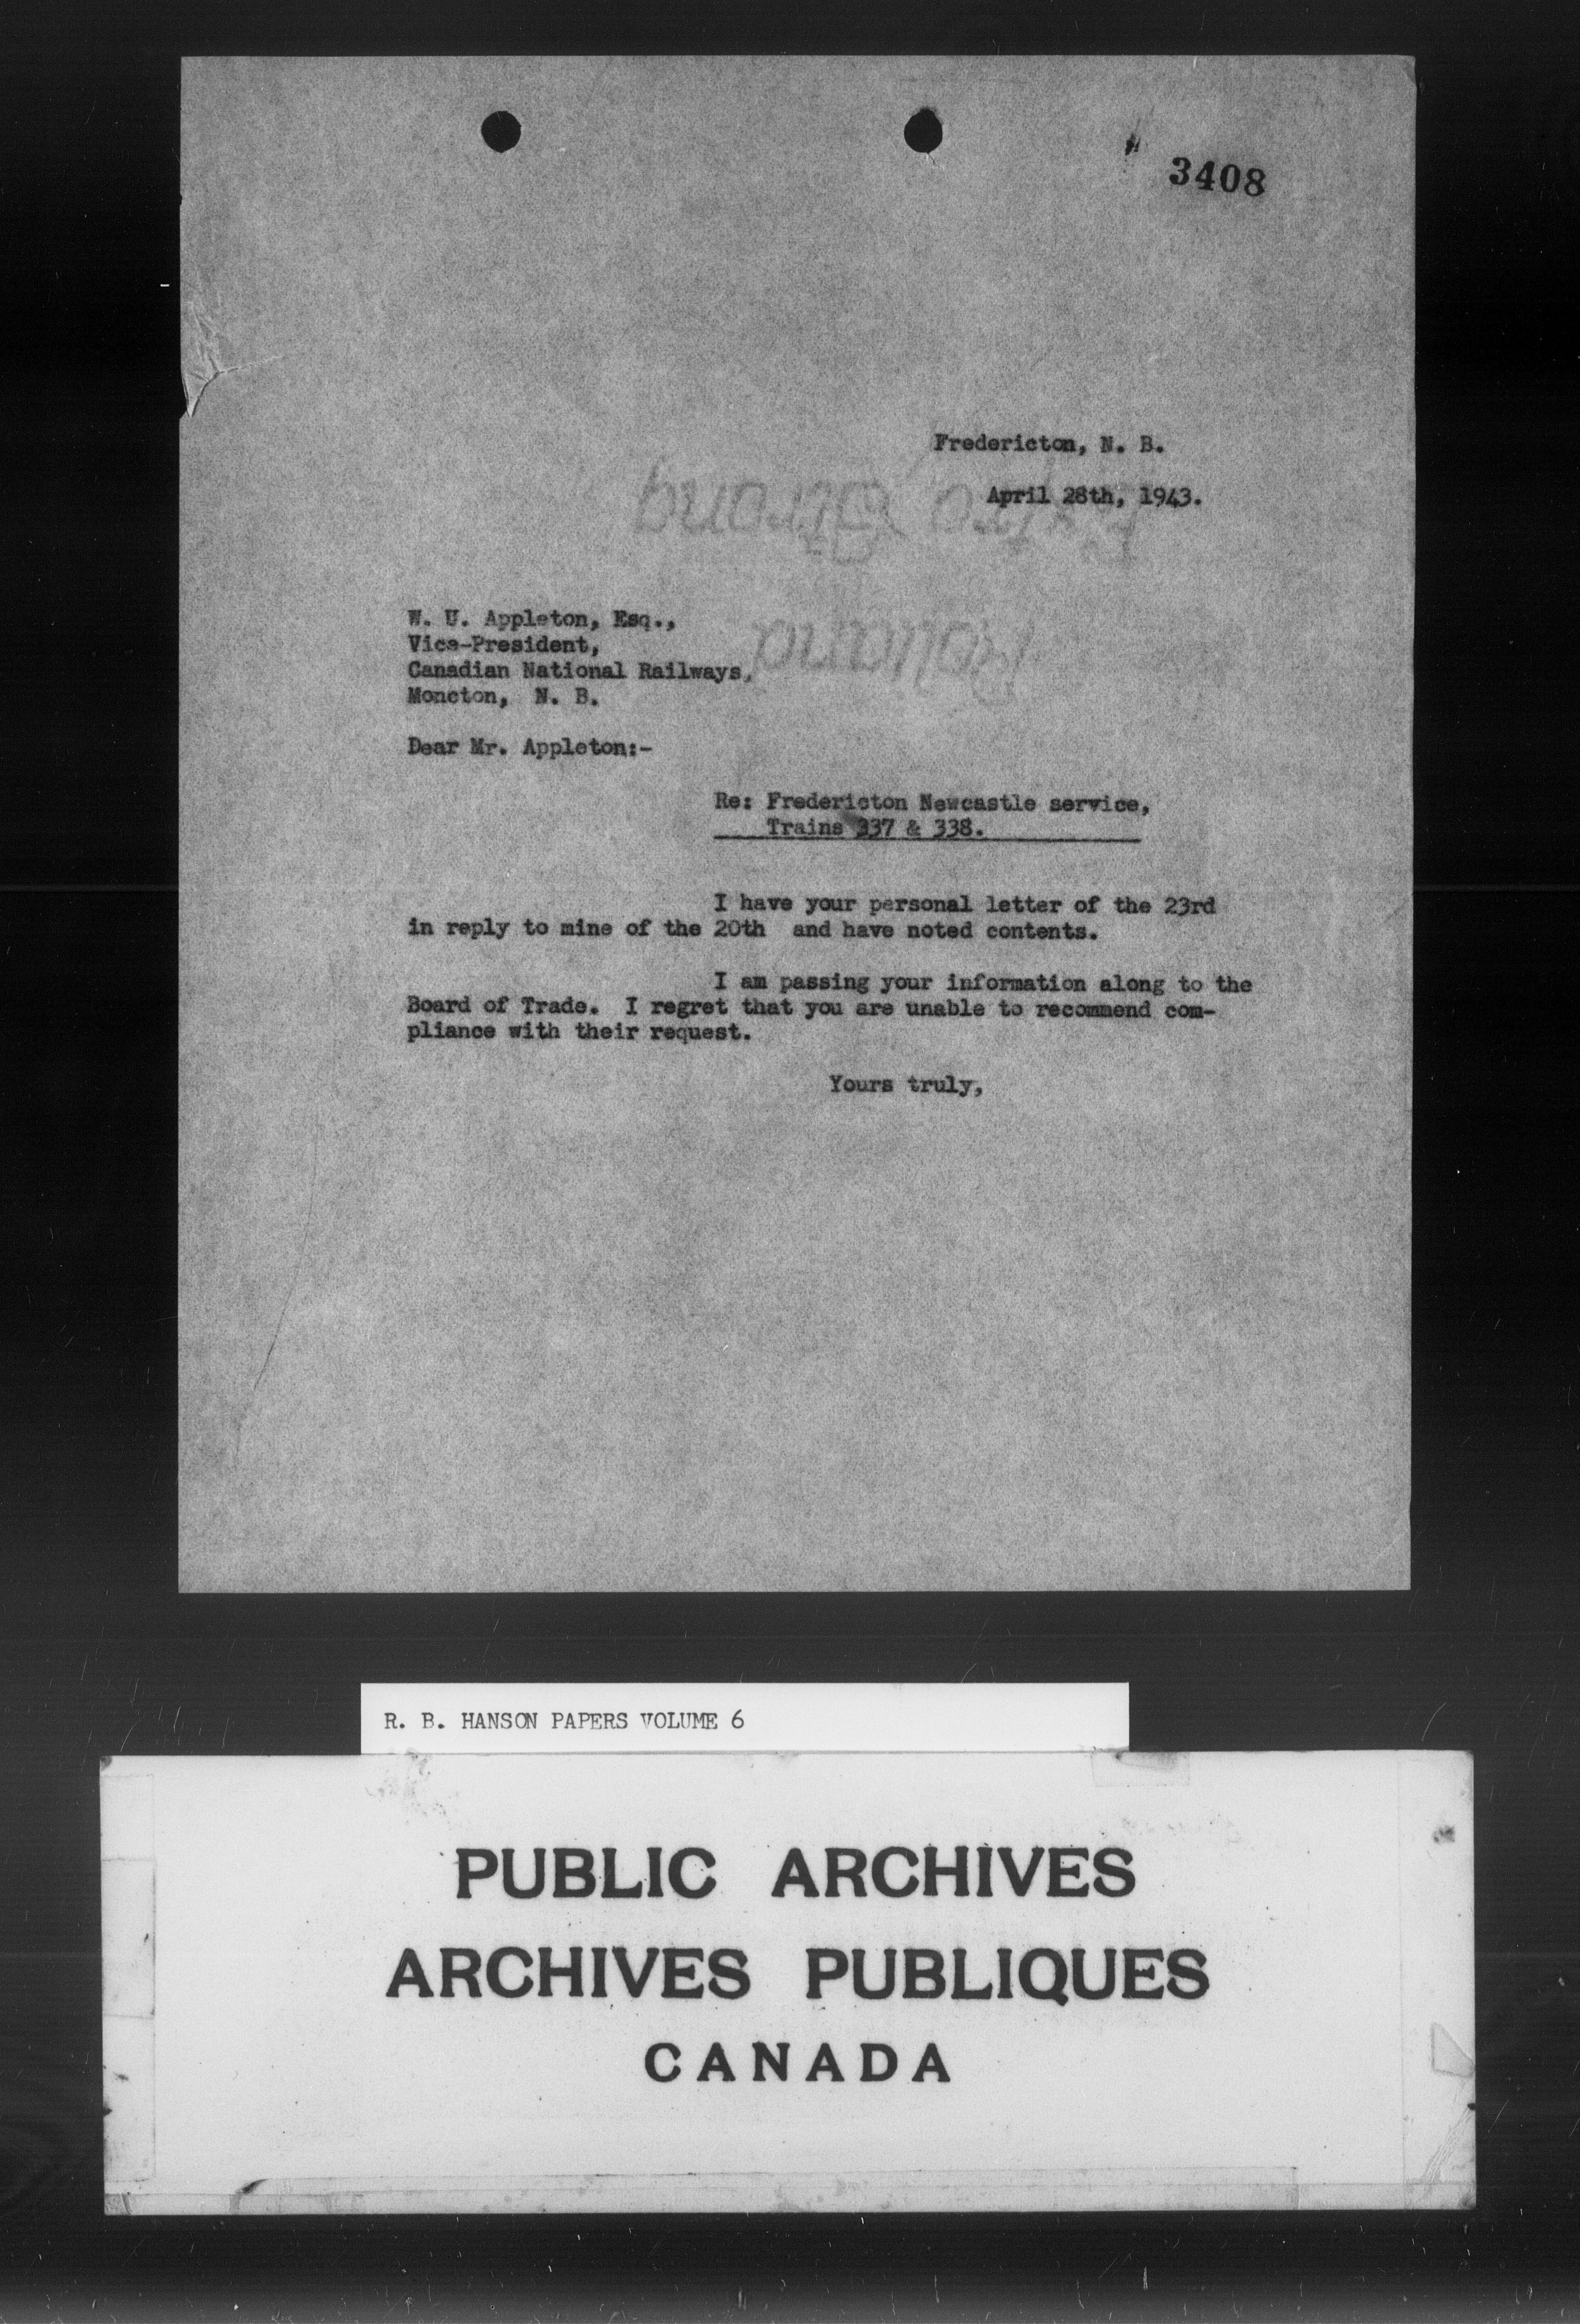 3408
Fredericton, N. B.
April 28th, 1943.
Extra Strong
W. U. Appleton, Esq.,
Vice-President,
Canadian National Railways,
Moncton, N. B.
Dear Mr. Appleton:-
Re: Fredericton Newcastle service,
Trains 337 & 338.
I have your personal letter of the 23rd
in reply to mine of the 20th and have noted contents.
I am passing your information along to the
Board of Trade. I regret that you are unable to recommend com-
pliance with their request.
Yours truly,
R. B. HANSON PAPERS VOLUME 6
PUBLIC ARCHIVES
ARCHIVES PUBLIQUES
CANADA